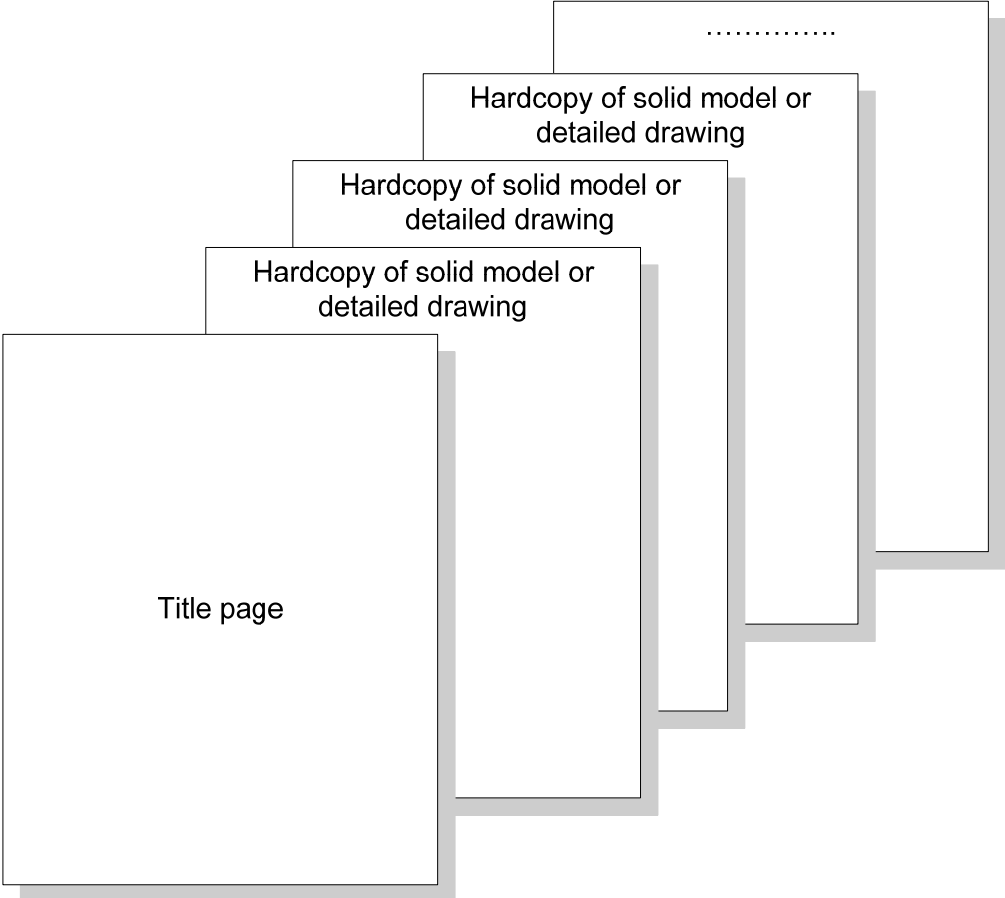 …………..
Hardcopy of solid model or
detailed drawing
Hardcopy of solid model or
detailed drawing
Hardcopy of solid model or
detailed drawing
Title page